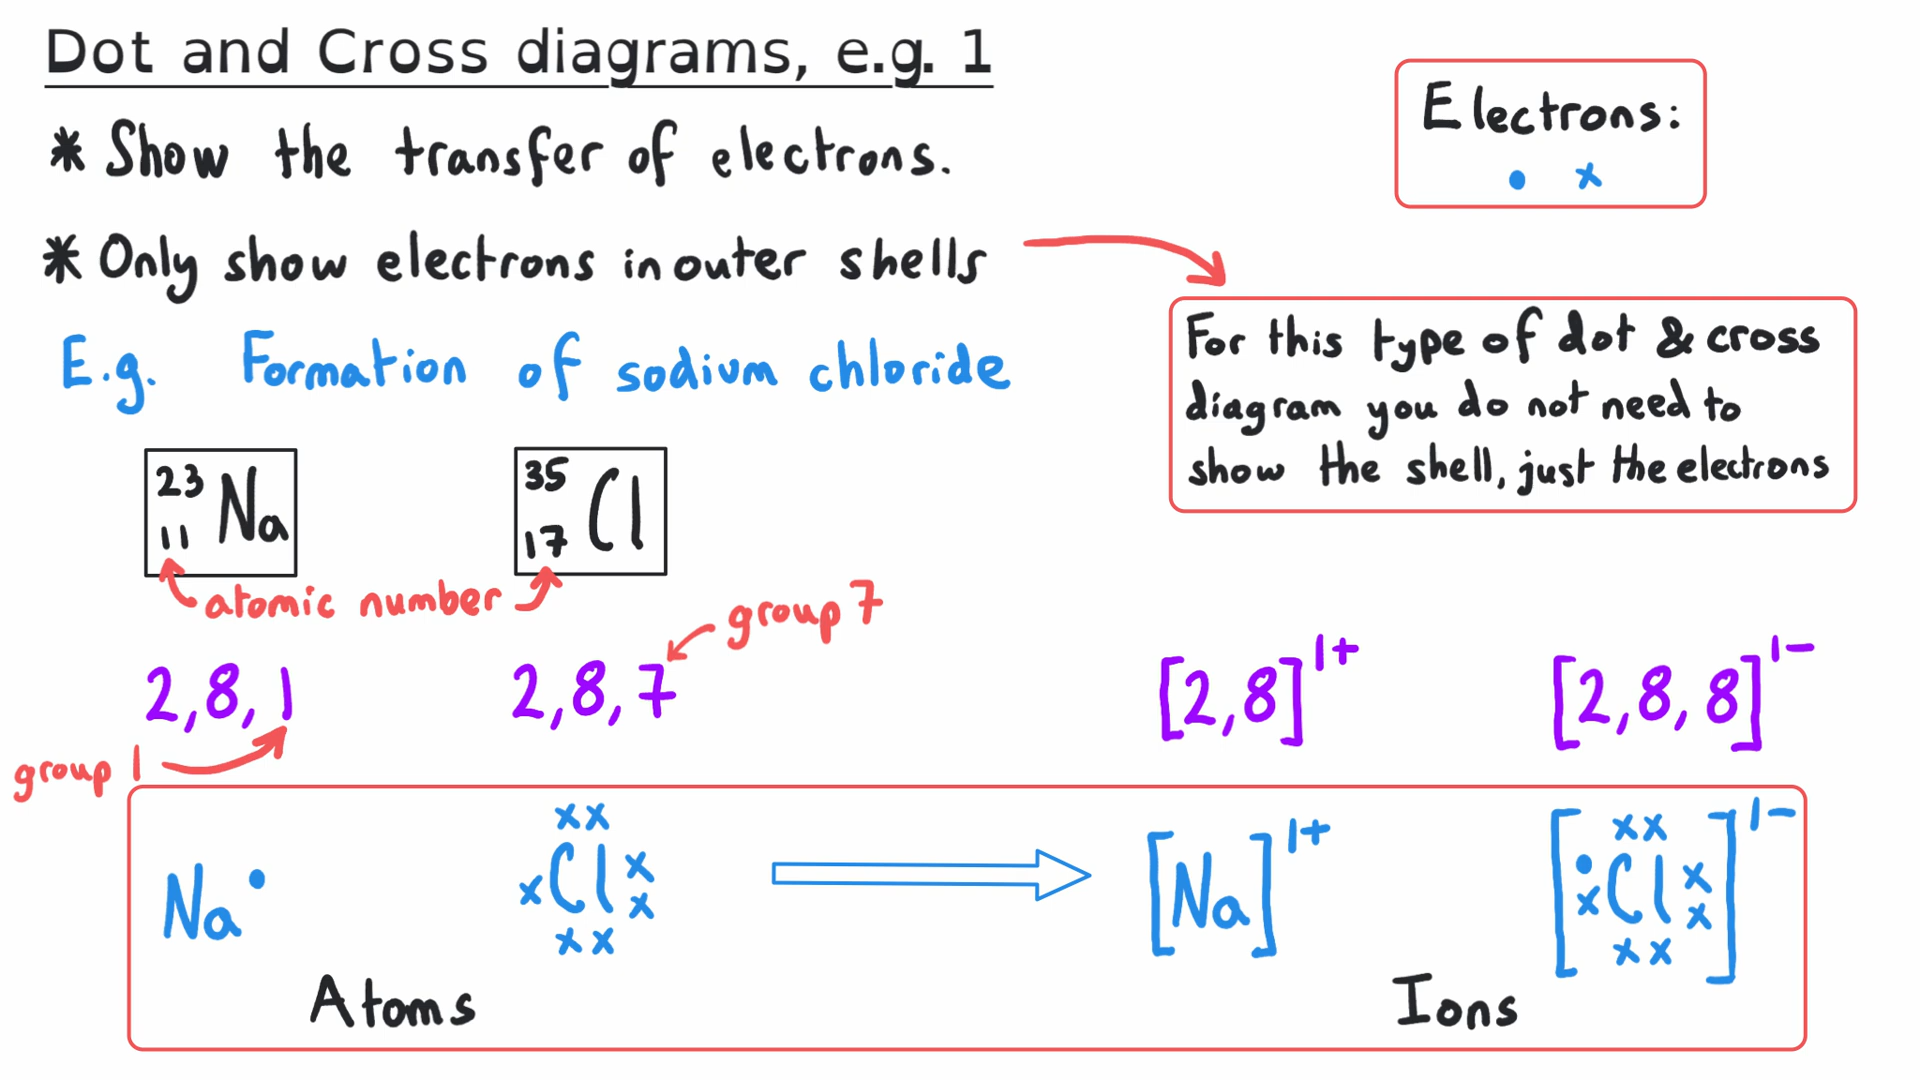 Dot and Cross diagrams, e.g. 1
* Show the transfer of electrons.
* Only show electrons in outer shells
Electrons:
• x
For this type of dot & cross
diagram you do not need to
show the shell, just the electrons
E.g. Formation of sodium chloride
23 11 Na
35 17 Cl
atomic number
group 7
2,8,1
2,8,7
[2,8]1+
[2,8,8]1-
group 1
Na •
xx
x Cl x x
xx
[Na]1+
[xx
• x Cl x x
xx]1-
Atoms
Ions